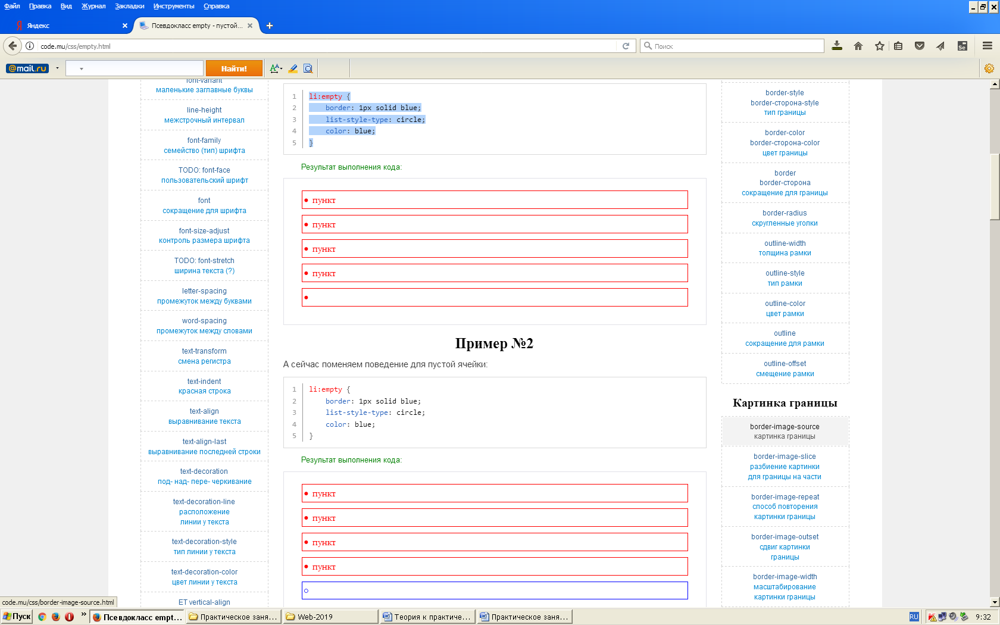 Файл Правка Вид Журнал Закладки Инструменты Справка
Яндекс
Псевдокласс empty - пустой...
code.mu/css/empty.html
Поиск
@mail.ru
Найти!
font-variant
маленькие заглавные буквы
line-height
межстрочный интервал
font-family
семейство (тип) шрифта
TODO: font-face
пользовательский шрифт
font
сокращение для шрифта
font-size-adjust
контроль размера шрифта
TODO: font-stretch
ширина текста (?)
letter-spacing
промежуток между буквами
word-spacing
промежуток между словами
text-transform
смена регистра
text-indent
красная строка
text-align
выравнивание текста
text-align-last
выравнивание последней строки
text-decoration
под- над- пере- черкивание
text-decoration-line
расположение
линии у текста
text-decoration-style
тип линии у текста
text-decoration-color
цвет линии у текста
ET vertical-align
1 li:empty {
2 border: 1px solid blue;
3 list-style-type: circle;
4 color: blue;
5 }
Результат выполнения кода:
пункт
пункт
пункт
пункт
Пример №2
А сейчас поменяем поведение для пустой ячейки:
1 li:empty {
2 border: 1px solid blue;
3 list-style-type: circle;
4 color: blue;
5 }
Результат выполнения кода:
пункт
пункт
пункт
пункт
border-style
border-сторона-style
тип границы
border-color
border-сторона-color
цвет границы
border
border-сторона
сокращение для границы
border-radius
скругленные уголки
outline-width
толщина рамки
outline-style
тип рамки
outline-color
цвет рамки
outline
сокращение для рамки
outline-offset
смещение рамки
Картинка границы
border-image-source
картинка границы
border-image-slice
разбиение картинки
для границы на части
border-image-repeat
способ повторения
картинки границы
border-image-outset
сдвиг картинки
границы
border-image-width
масштабирование
картинки границы
code.mu/css/border-image-source.html
Пуск
Псевдокласс empt...
Практическое заня...
Web-2019
Теория к практиче...
Практическое заня...
RU
9:32